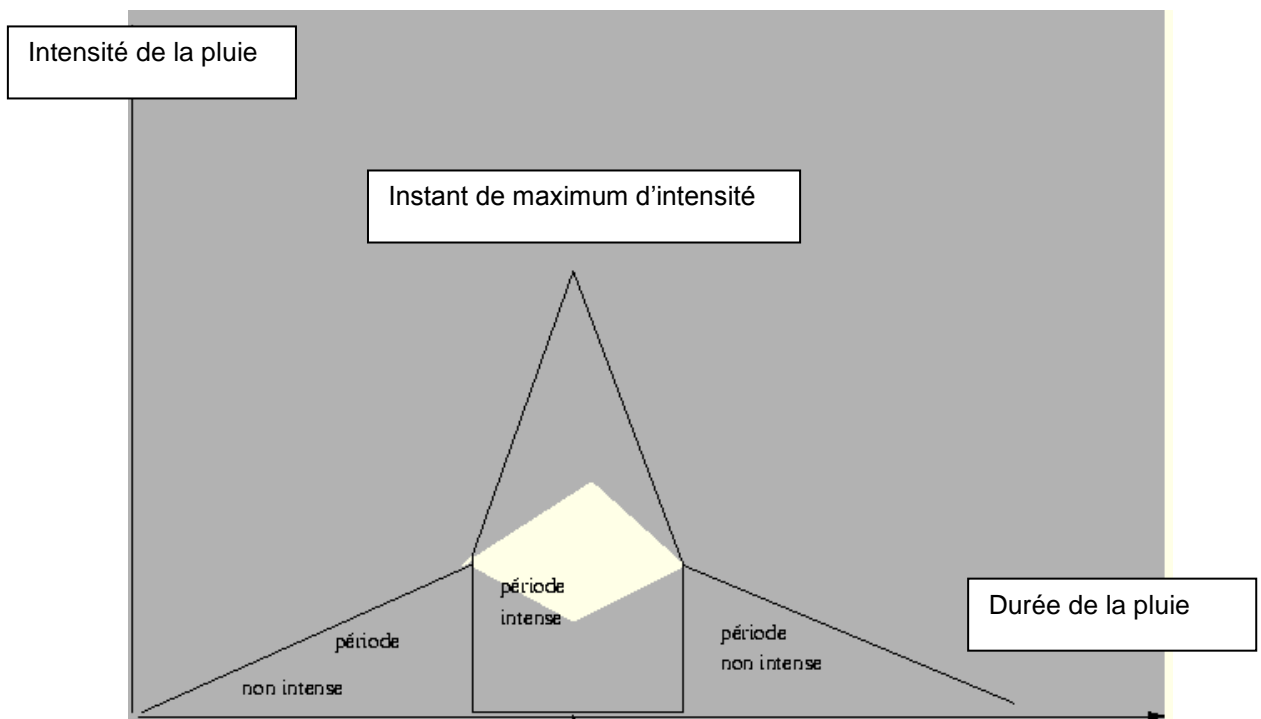 Intensité de la pluie
Instant de maximum d’intensité
période
intense
Durée de la pluie
période
non intense
période
non intense